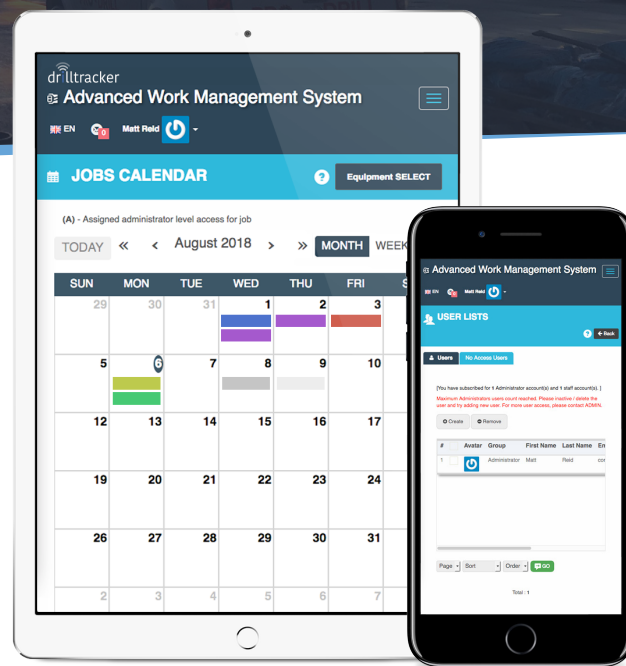 drilltracker
Advanced Work Management System
EN 0 Matt Reid
JOBS CALENDAR ? Equipment SELECT
(A) - Assigned administrator level access for job
TODAY « < August 2018 > » MONTH WEEK
SUN MON TUE WED THU FRI S
29 30 31 1 2 3
5 6 7 8 9 10
12 13 14 15 16 17
19 20 21 22 23 24
26 27 28 29 30 31
2 3 4 5 6 7
Advanced Work Management System
EN Matt Reid
USER LISTS
? Back
Users No Access Users
[You have subscribed for 1 Administrator account(s) and 1 staff account(s). ]
Maximum Administrators users count reached. Please inactive / delete the
user and try adding new user. For more user access, please contact ADMIN.
Create Remove
# Avatar Group First Name Last Name Em
1 Administrator Matt Reid con
Page Sort Order GO
Total : 1